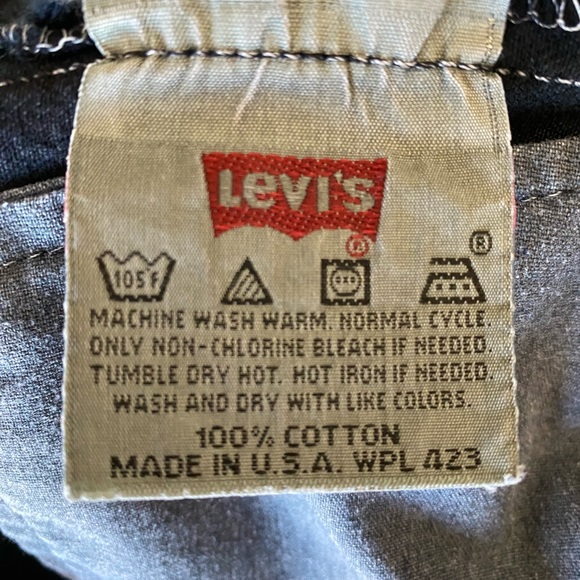 Levi's
®
®
105°F
MACHINE WASH WARM. NORMAL CYCLE.
ONLY NON-CHLORINE BLEACH IF NEEDED.
TUMBLE DRY HOT. HOT IRON IF NEEDED.
WASH AND DRY WITH LIKE COLORS.
100% COTTON
MADE IN U.S.A. WPL 423